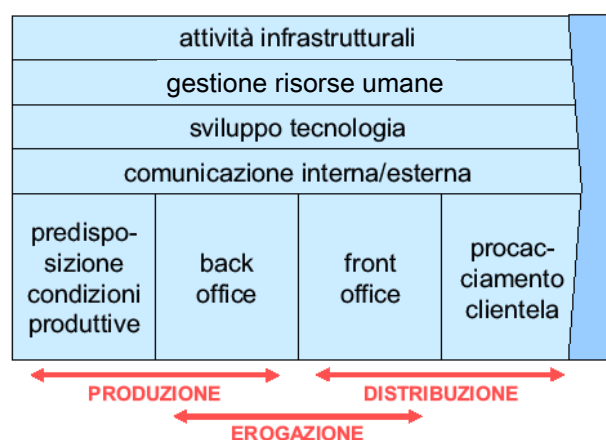 attività infrastrutturali
gestione risorse umane
sviluppo tecnologia
comunicazione interna/esterna
predispo-
sizione
condizioni
produttive
back
office
front
office
procac-
ciamento
clientela
PRODUZIONE
DISTRIBUZIONE
EROGAZIONE